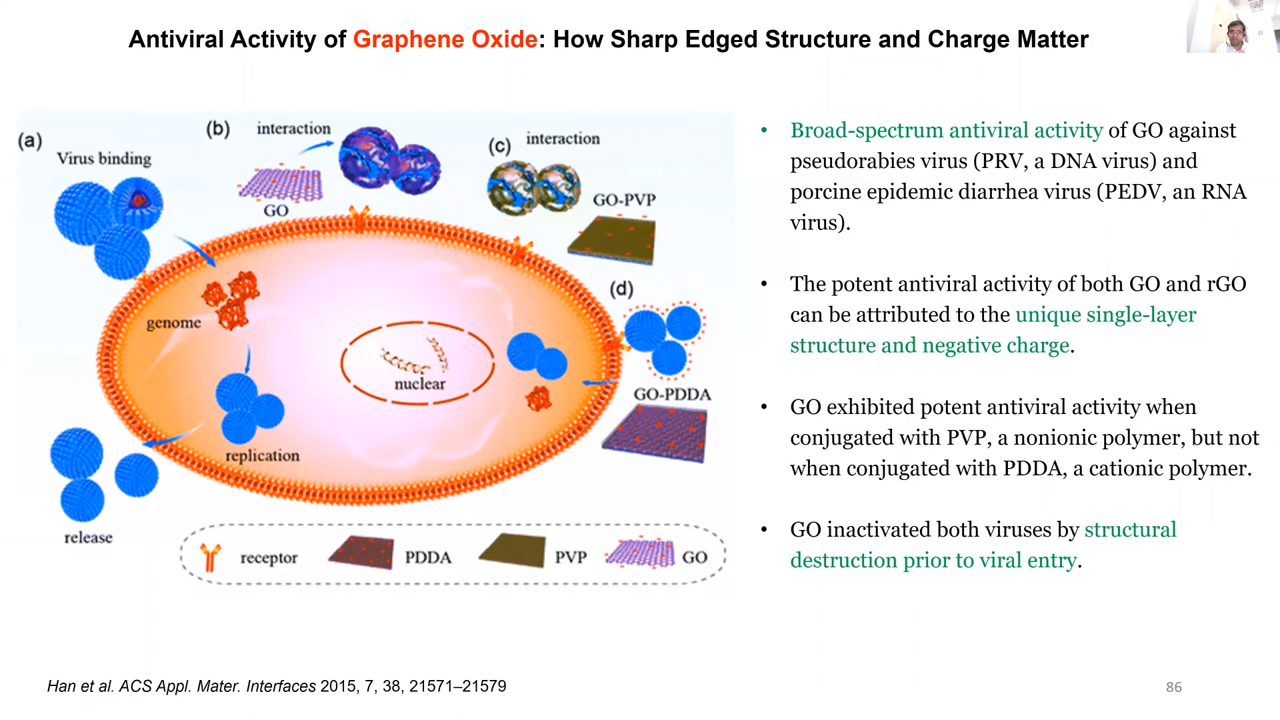 Antiviral Activity of Graphene Oxide: How Sharp Edged Structure and Charge Matter
(a)
Virus binding
genome
replication
release
nuclear
(b)
interaction
GO
(c)
interaction
GO-PVP
(d)
GO-PDDA
receptor
PDDA
PVP
GO
• Broad-spectrum antiviral activity of GO against
pseudorabies virus (PRV, a DNA virus) and
porcine epidemic diarrhea virus (PEDV, an RNA
virus).
• The potent antiviral activity of both GO and rGO
can be attributed to the unique single-layer
structure and negative charge.
• GO exhibited potent antiviral activity when
conjugated with PVP, a nonionic polymer, but not
when conjugated with PDDA, a cationic polymer.
• GO inactivated both viruses by structural
destruction prior to viral entry.
Han et al. ACS Appl. Mater. Interfaces 2015, 7, 38, 21571–21579
86